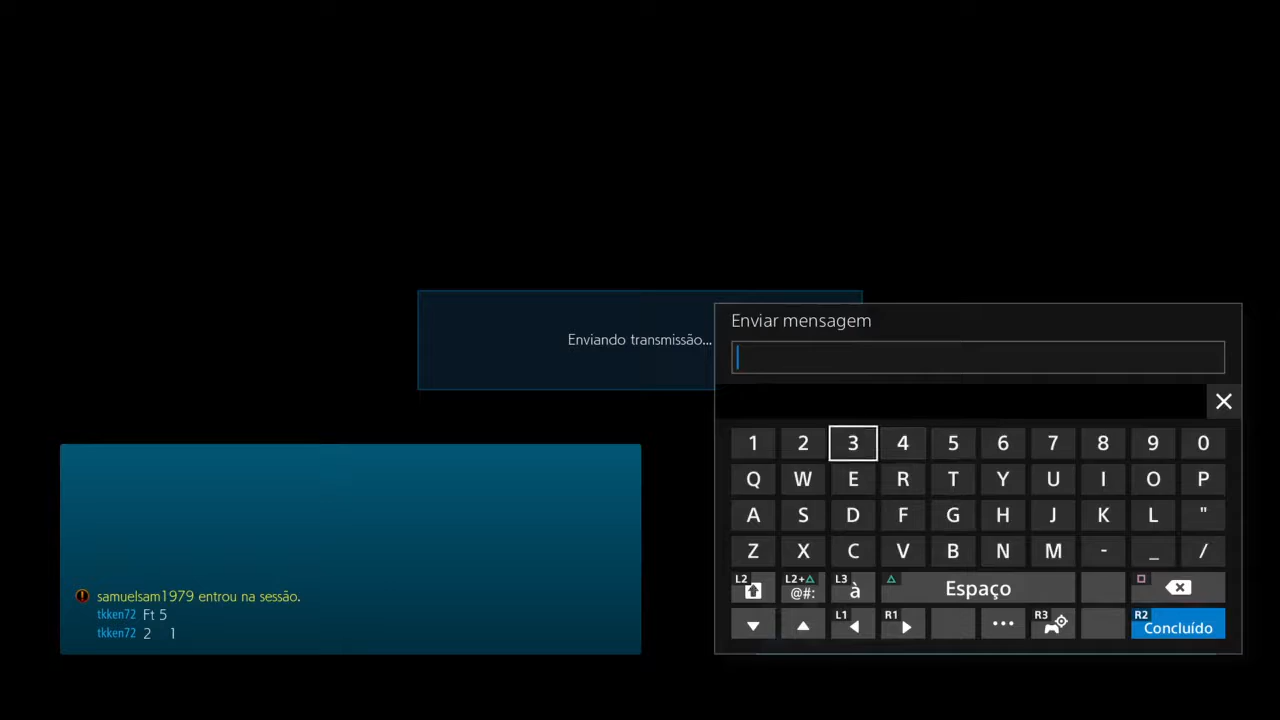 Enviando transmissão...
Enviar mensagem
1 2 3 4 5 6 7 8 9 0
Q W E R T Y U I O P
A S D F G H J K L "
Z X C V B N M - _ /
L2 L2+△ @#: L3 à △ Espaço □
L1 R1 ... R3 R2 Concluído
samuelsam1979 entrou na sessão.
tkken72 Ft 5
tkken72 2 1